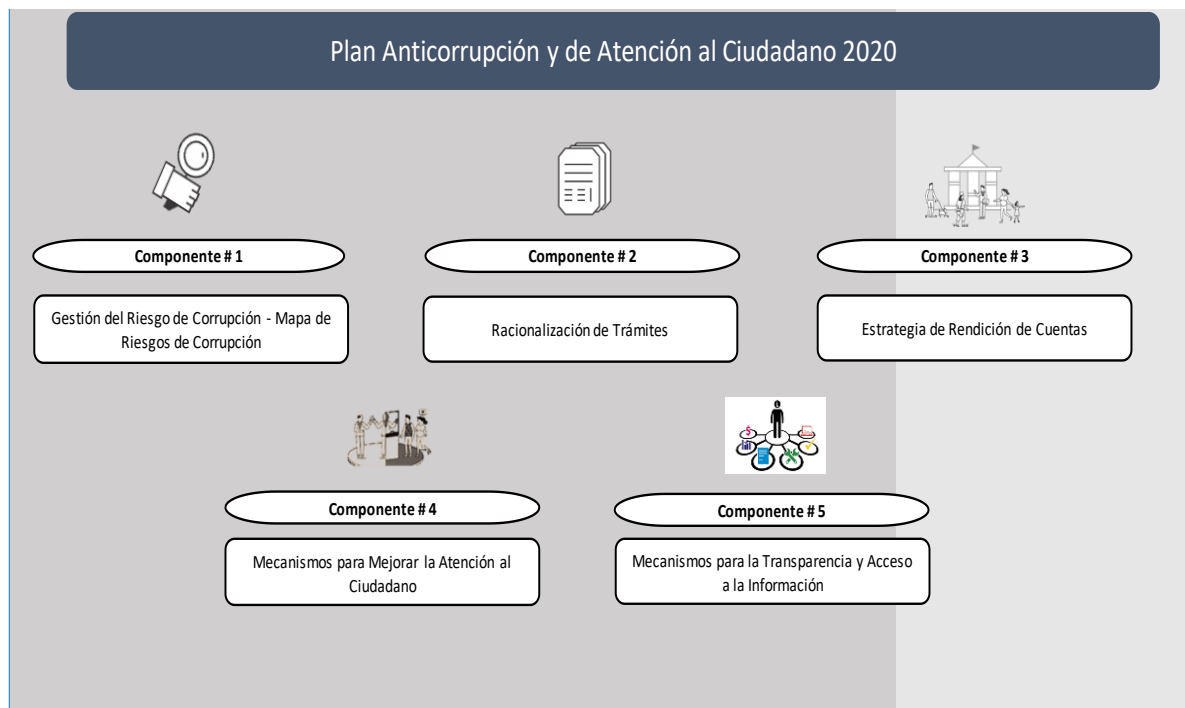 Plan Anticorrupción y de Atención al Ciudadano 2020
Componente # 1
Componente # 2
Componente # 3
Gestión del Riesgo de Corrupción - Mapa de
Riesgos de Corrupción
Racionalización de Trámites
Estrategia de Rendición de Cuentas
Componente # 4
Componente # 5
Mecanismos para Mejorar la Atención al
Ciudadano
Mecanismos para la Transparencia y Acceso
a la Información